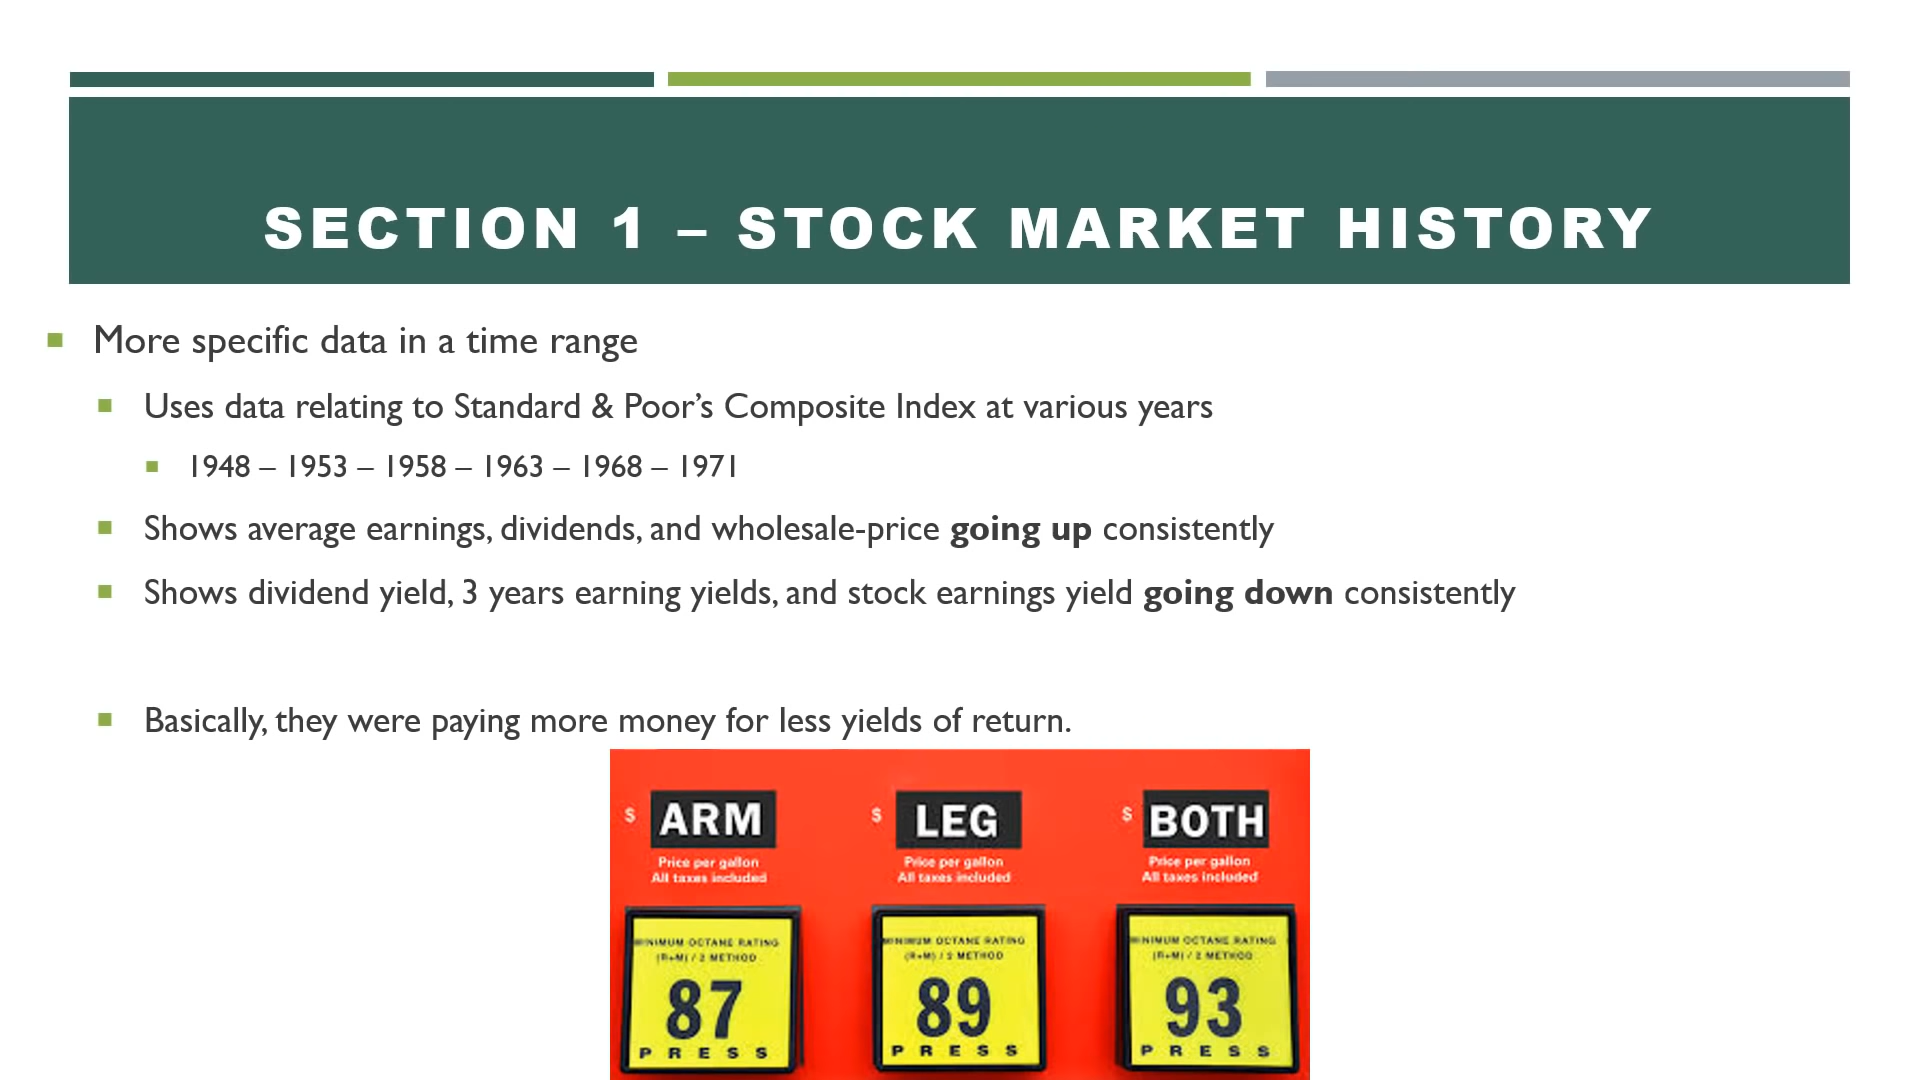 SECTION 1 – STOCK MARKET HISTORY
More specific data in a time range
Uses data relating to Standard & Poor’s Composite Index at various years
1948 – 1953 – 1958 – 1963 – 1968 – 1971
Shows average earnings, dividends, and wholesale-price going up consistently
Shows dividend yield, 3 years earning yields, and stock earnings yield going down consistently
Basically, they were paying more money for less yields of return.
$ ARM $ LEG $ BOTH
Price per gallon Price per gallon Price per gallon
All taxes included All taxes included All taxes included
MINIMUM OCTANE RATING MINIMUM OCTANE RATING MINIMUM OCTANE RATING
(R+M) / 2 METHOD (R+M) / 2 METHOD (R+M) / 2 METHOD
87 89 93
PRESS PRESS PRESS